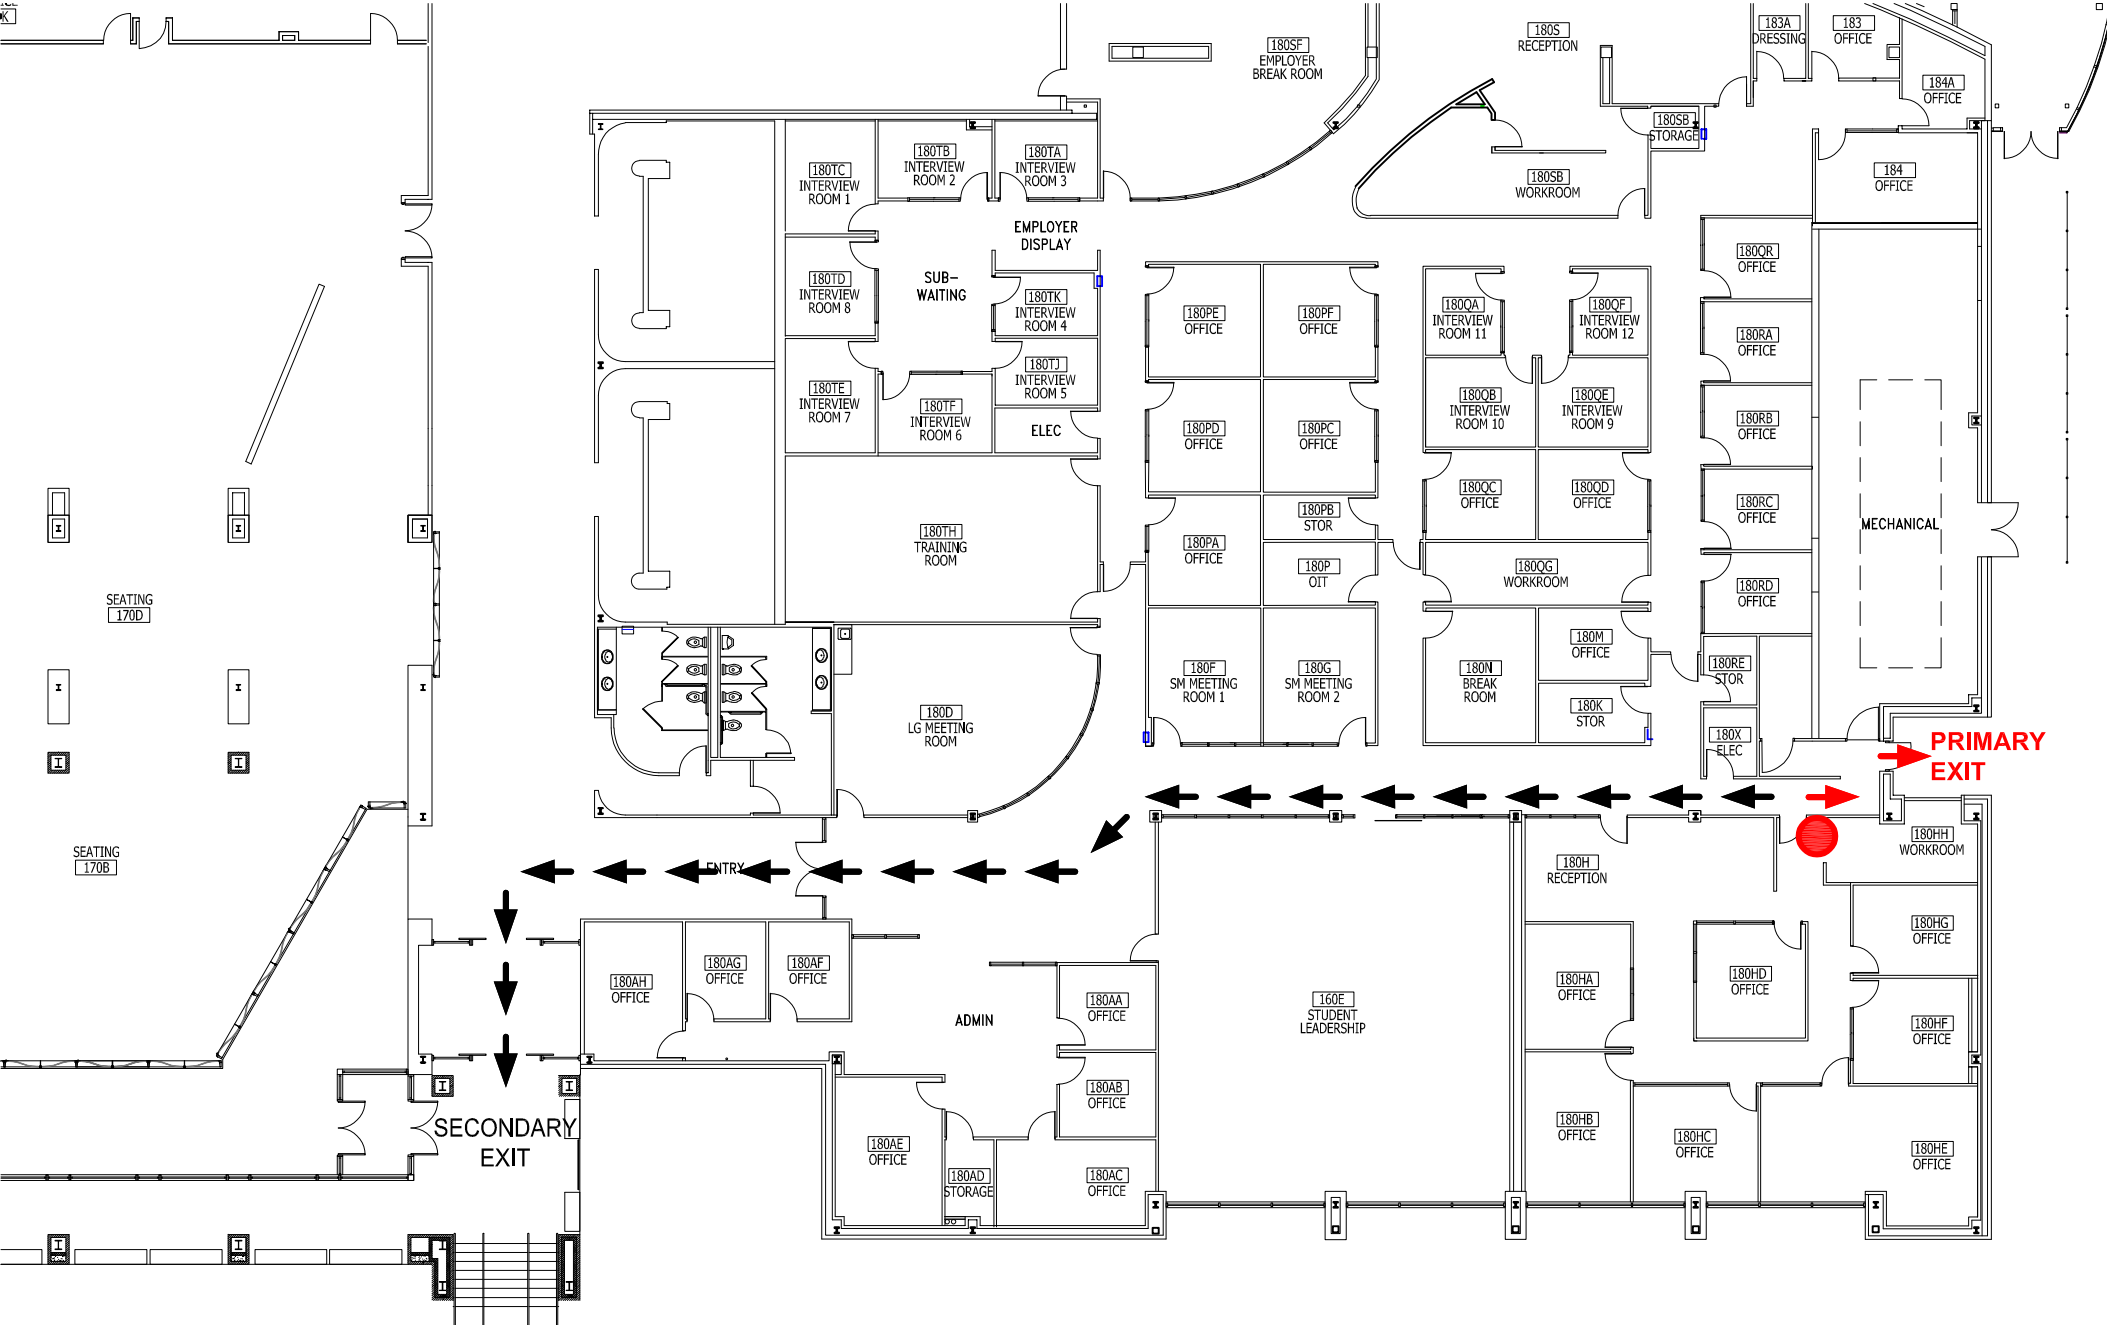 K
180SF
EMPLOYER
BREAK ROOM
180S
RECEPTION
183A
DRESSING
183
OFFICE
184A
OFFICE
180SB
STORAGE
180TC
INTERVIEW
ROOM 1
180TB
INTERVIEW
ROOM 2
180TA
INTERVIEW
ROOM 3
180SB
WORKROOM
184
OFFICE
EMPLOYER
DISPLAY
180TD
INTERVIEW
ROOM 8
SUB-
WAITING
180TK
INTERVIEW
ROOM 4
180QR
OFFICE
180PE
OFFICE
180PF
OFFICE
180QA
INTERVIEW
ROOM 11
180QF
INTERVIEW
ROOM 12
180RA
OFFICE
180TE
INTERVIEW
ROOM 7
180TF
INTERVIEW
ROOM 6
180TJ
INTERVIEW
ROOM 5
ELEC
180PD
OFFICE
180PC
OFFICE
180QB
INTERVIEW
ROOM 10
180QE
INTERVIEW
ROOM 9
180RB
OFFICE
180QC
OFFICE
180QD
OFFICE
180RC
OFFICE
MECHANICAL
180TH
TRAINING
ROOM
180PB
STOR
180PA
OFFICE
180P
OIT
180QG
WORKROOM
180RD
OFFICE
SEATING
170D
180M
OFFICE
180F
SM MEETING
ROOM 1
180G
SM MEETING
ROOM 2
180N
BREAK
ROOM
180RE
STOR
180K
STOR
180D
LG MEETING
ROOM
180X
ELEC
PRIMARY
EXIT
SEATING
170B
ENTRY
180H
RECEPTION
180HH
WORKROOM
180HG
OFFICE
180AH
OFFICE
180AG
OFFICE
180AF
OFFICE
180HA
OFFICE
180HD
OFFICE
180AA
OFFICE
160E
STUDENT
LEADERSHIP
ADMIN
180HF
OFFICE
180AB
OFFICE
SECONDARY
EXIT
180AE
OFFICE
180AD
STORAGE
180AC
OFFICE
180HB
OFFICE
180HC
OFFICE
180HE
OFFICE